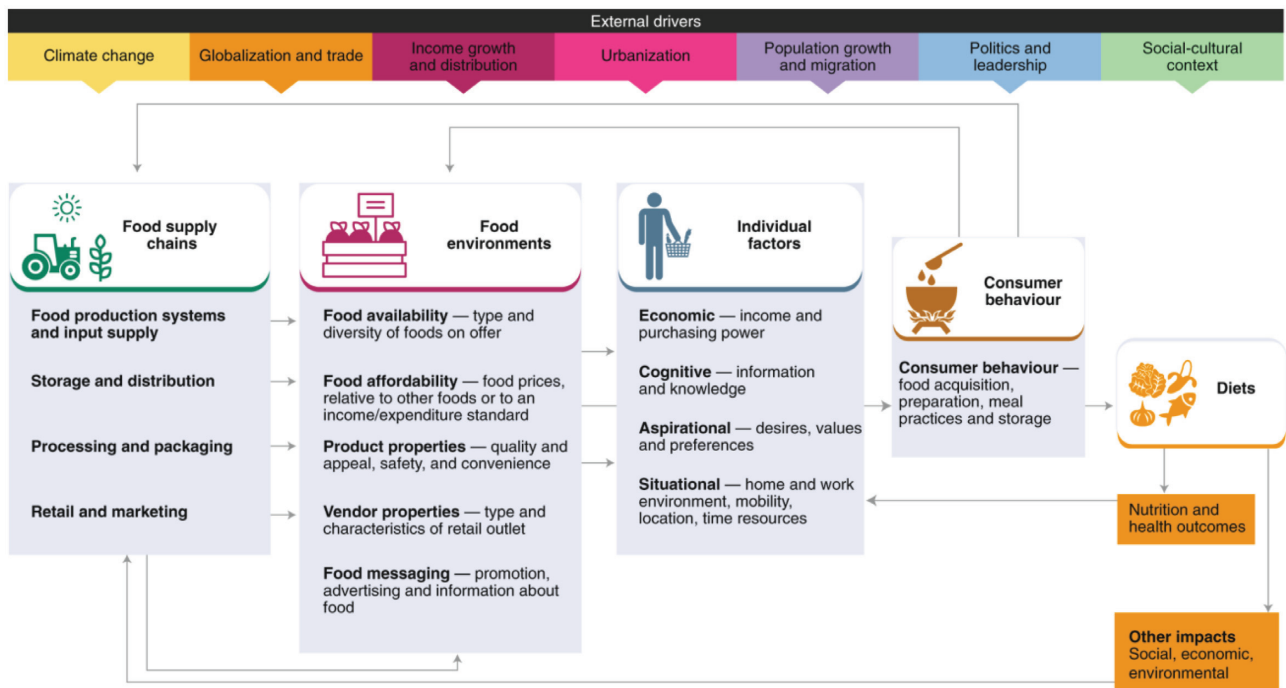 External drivers
Climate change
Globalization and trade
Income growth
and distribution
Urbanization
Population growth
and migration
Politics and
leadership
Social-cultural
context
Food supply
chains
Food production systems
and input supply
Storage and distribution
Processing and packaging
Retail and marketing
Food
environments
Food availability — type and
diversity of foods on offer
Food affordability — food prices,
relative to other foods or to an
income/expenditure standard
Product properties — quality and
appeal, safety, and convenience
Vendor properties — type and
characteristics of retail outlet
Food messaging — promotion,
advertising and information about
food
Individual
factors
Economic — income and
purchasing power
Cognitive — information
and knowledge
Aspirational — desires, values
and preferences
Situational — home and work
environment, mobility,
location, time resources
Consumer
behaviour
Consumer behaviour —
food acquisition,
preparation, meal
practices and storage
Diets
Nutrition and
health outcomes
Other impacts
Social, economic,
environmental